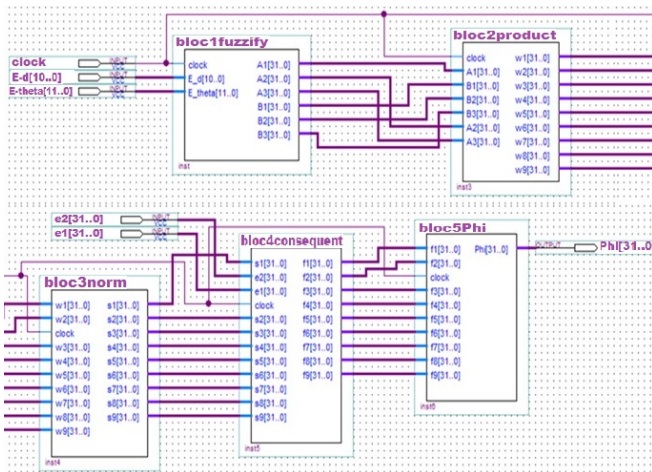 bloc1fuzzify
bloc2product
clock
E-d[10..0]
E-theta[11..0]
INPUT
INPUT
INPUT
clock
E_d[10..0]
E_theta[11..0]
A1[31..0]
A2[31..0]
A3[31..0]
B1[31..0]
B2[31..0]
B3[31..0]
inst
clock
A1[31..0]
B1[31..0]
B2[31..0]
B3[31..0]
A2[31..0]
A3[31..0]
w1[31..0]
w2[31..0]
w3[31..0]
w4[31..0]
w5[31..0]
w6[31..0]
w7[31..0]
w8[31..0]
w9[31..0]
inst3
e2[31..0]
e1[31..0]
INPUT
INPUT
bloc3norm
w1[31..0]
w2[31..0]
clock
w3[31..0]
w4[31..0]
w5[31..0]
w6[31..0]
w7[31..0]
w8[31..0]
w9[31..0]
s1[31..0]
s2[31..0]
s3[31..0]
s4[31..0]
s5[31..0]
s6[31..0]
s7[31..0]
s8[31..0]
s9[31..0]
inst4
bloc4consequent
s1[31..0]
e2[31..0]
e1[31..0]
clock
s2[31..0]
s3[31..0]
s4[31..0]
s5[31..0]
s6[31..0]
s7[31..0]
s8[31..0]
s9[31..0]
f1[31..0]
f2[31..0]
f3[31..0]
f4[31..0]
f5[31..0]
f6[31..0]
f7[31..0]
f8[31..0]
f9[31..0]
inst5
bloc5Phi
f1[31..0]
f2[31..0]
clock
f3[31..0]
f4[31..0]
f5[31..0]
f6[31..0]
f7[31..0]
f8[31..0]
f9[31..0]
Phi[31..0]
inst6
OUTPUT
Phi[31..0